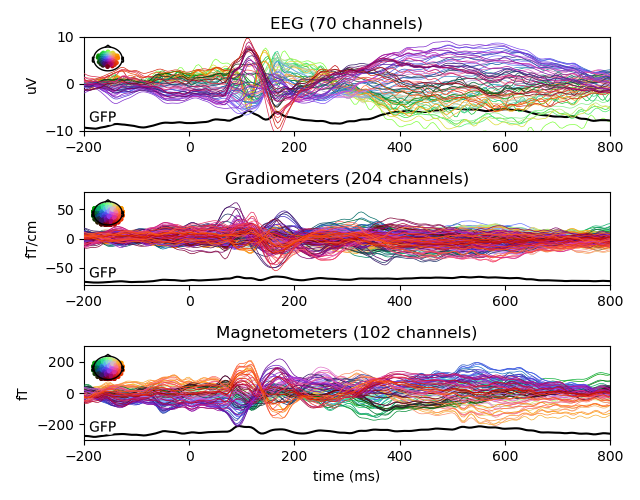 EEG (70 channels)
10
0
−10
uV
GFP
−200 0 200 400 600 800
Gradiometers (204 channels)
50
0
−50
fT/cm
GFP
−200 0 200 400 600 800
Magnetometers (102 channels)
200
0
−200
fT
GFP
−200 0 200 400 600 800
time (ms)